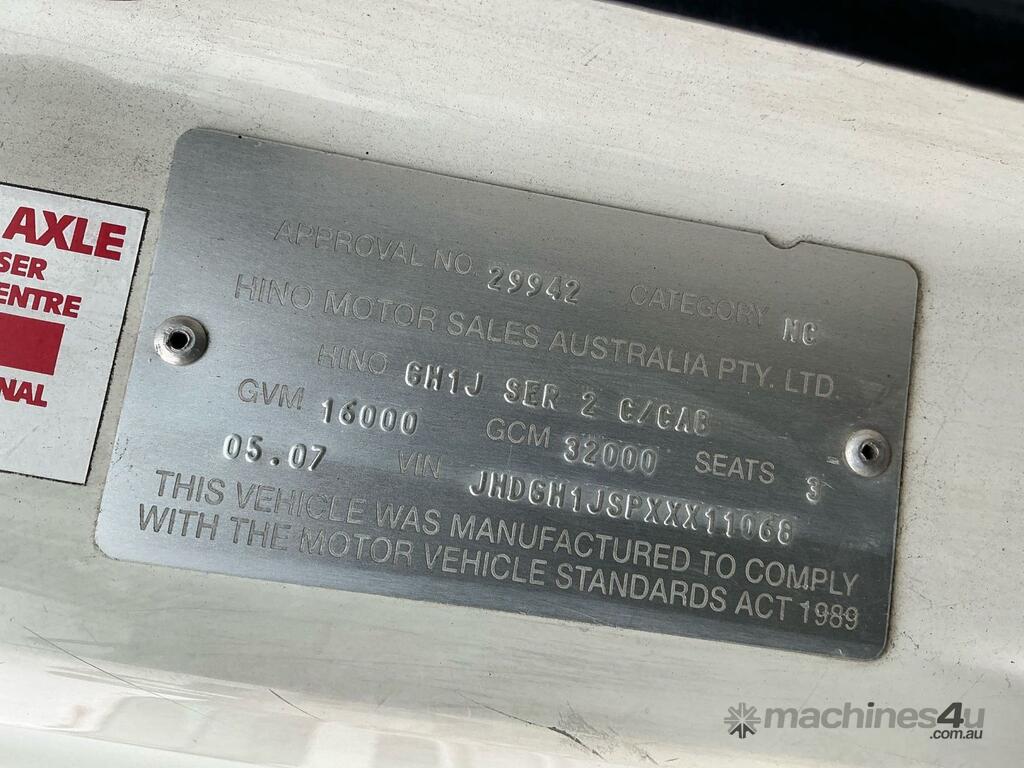 AXLE
SER
ENTRE
NAL
APPROVAL NO. 29942 CATEGORY NC
HINO MOTOR SALES AUSTRALIA PTY. LTD.
HINO GH1J SER 2 C/CAB
GVM 16000 GCM 32000 SEATS 3
05.07 VIN JHDGH1JSPXXX11068
THIS VEHICLE WAS MANUFACTURED TO COMPLY
WITH THE MOTOR VEHICLE STANDARDS ACT 1989
machines4u
.com.au